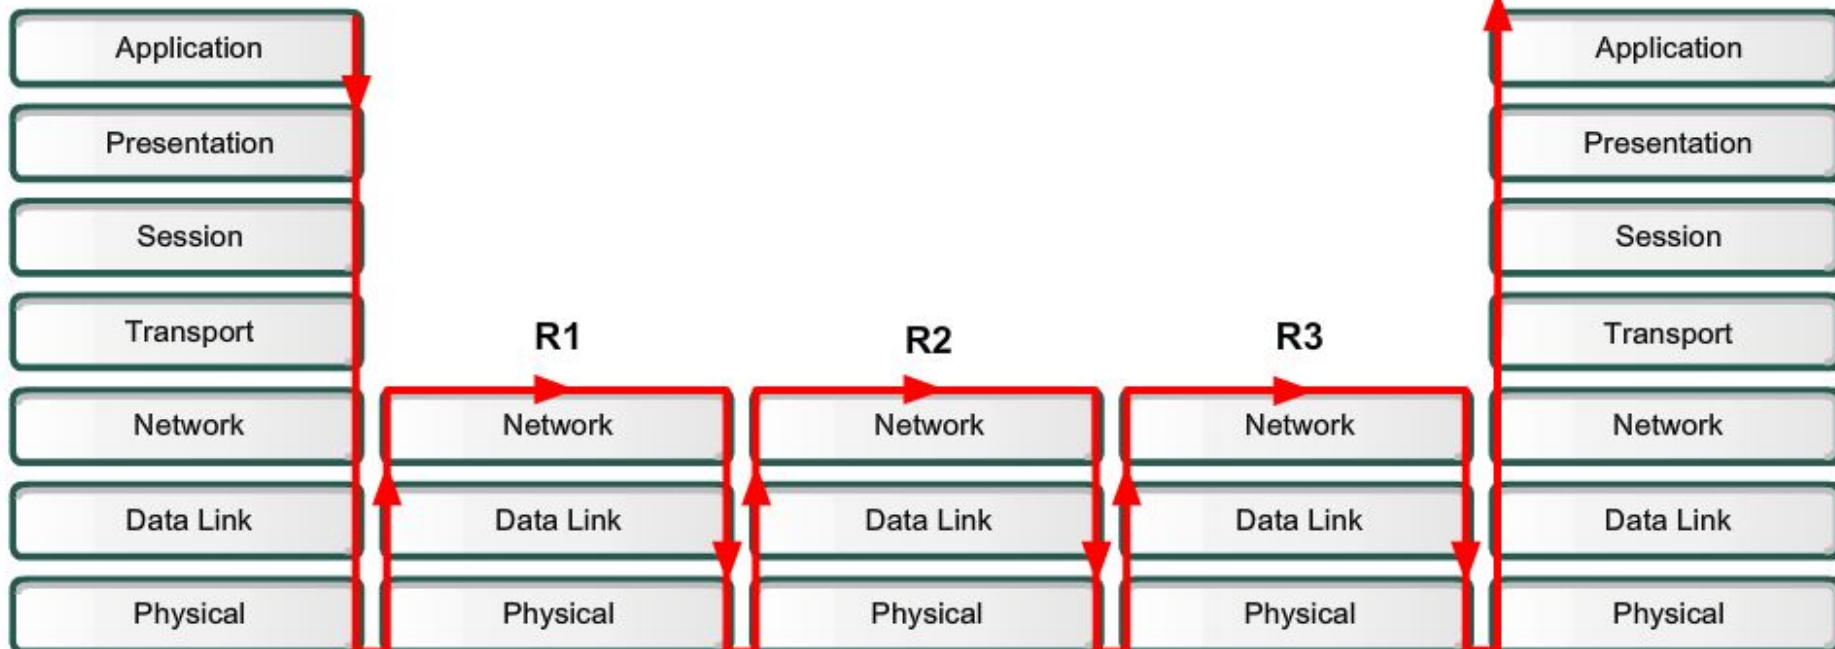 Application
Application
Presentation
Presentation
Session
Session
Transport
R1
R2
R3
Transport
Network
Network
Network
Network
Network
Data Link
Data Link
Data Link
Data Link
Data Link
Physical
Physical
Physical
Physical
Physical